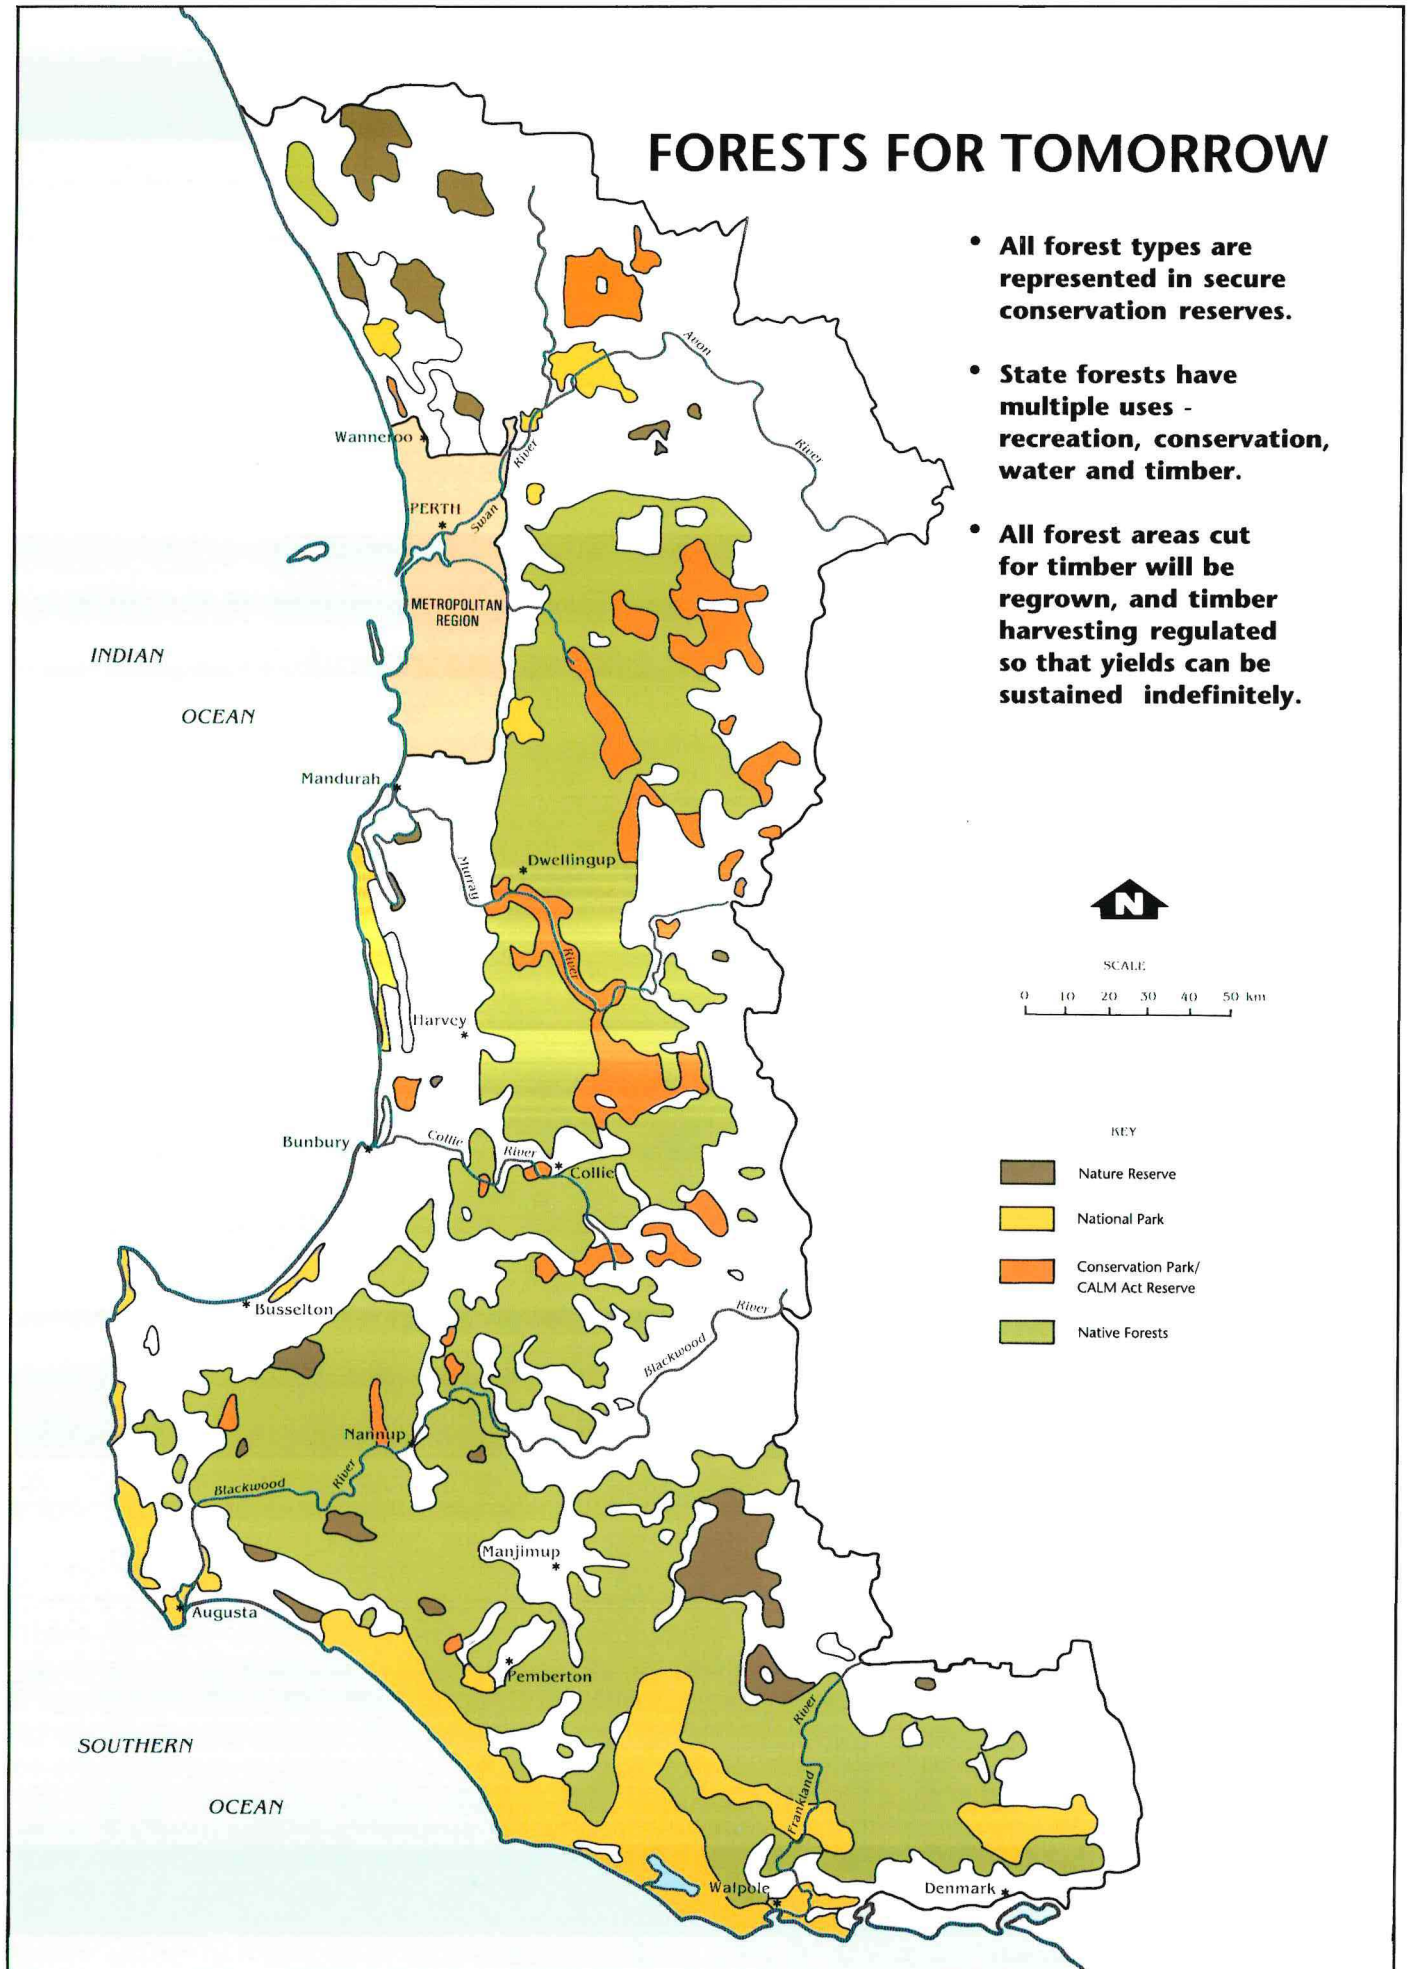 FORESTS FOR TOMORROW
• All forest types are
represented in secure
conservation reserves.
• State forests have
multiple uses -
recreation, conservation,
water and timber.
• All forest areas cut
for timber will be
regrown, and timber
harvesting regulated
so that yields can be
sustained indefinitely.
Avon
River
Wanneroo
River
Swan
PERTH
METROPOLITAN
REGION
INDIAN
OCEAN
Mandurah
Murray
River
Dwellingup
Harvey
N
SCALE
0 10 20 30 40 50 km
Bunbury
Collie
River
Collie
KEY
Nature Reserve
National Park
Conservation Park/
CALM Act Reserve
Native Forests
Busselton
River
Blackwood
Nannup
Blackwood
River
Manjimup
Augusta
Pemberton
River
Frankland
SOUTHERN
OCEAN
Walpole
Denmark